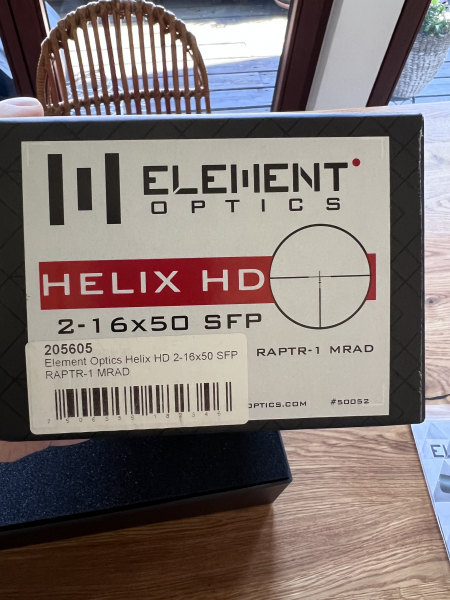 ELEMENT
OPTICS
HELIX HD
2-16x50 SFP
RAPTR-1 MRAD
205605
Element Optics Helix HD 2-16x50 SFP
RAPTR-1 MRAD
OPTICS.COM #50052
EL